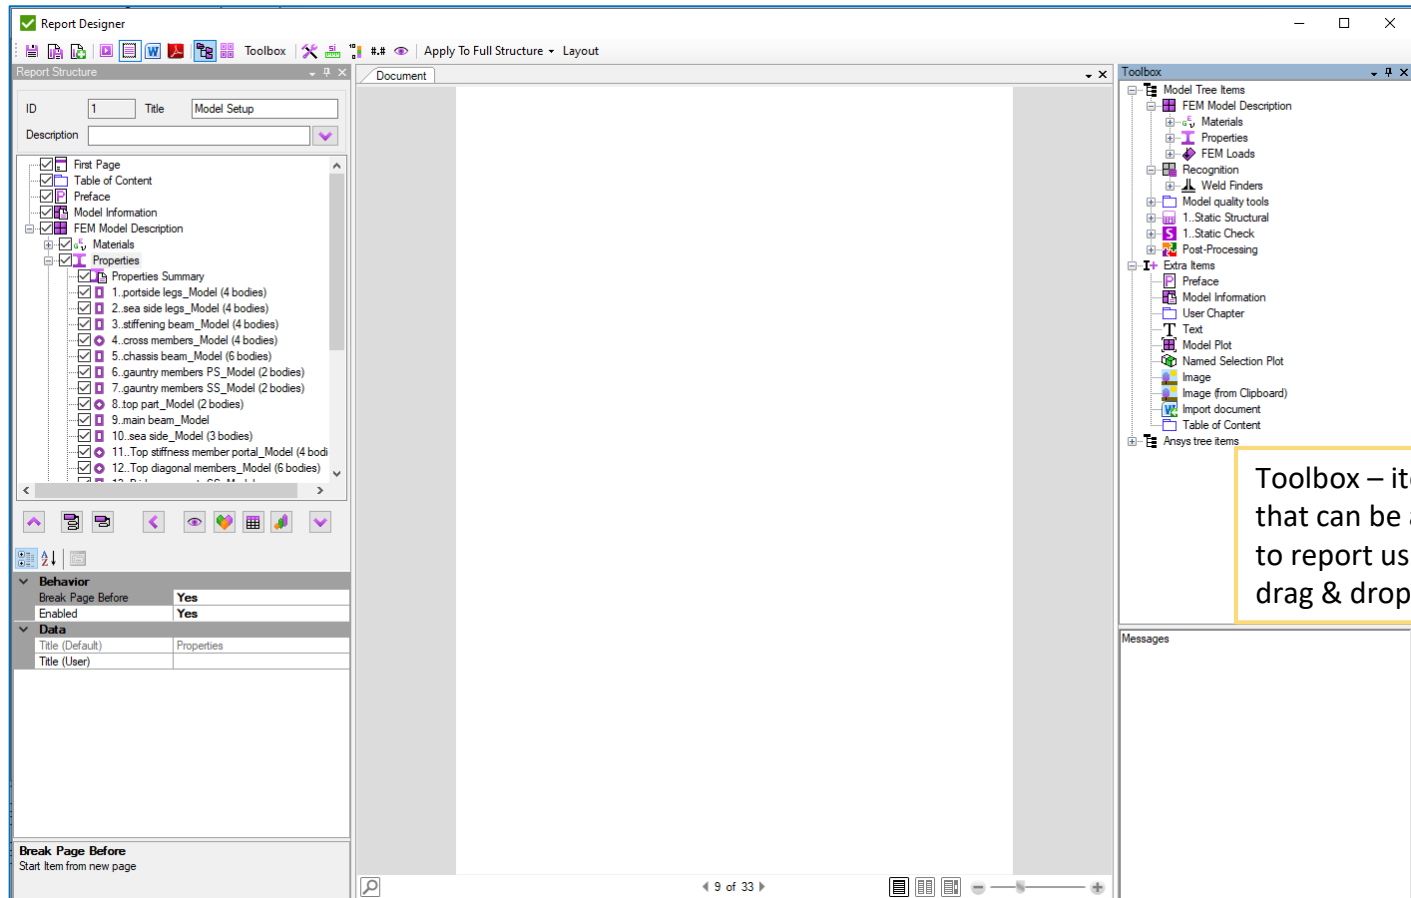 Report Designer
Toolbox
#.#
Apply To Full Structure
Layout
Report Structure
ID
1
Title
Model Setup
Description
First Page
Table of Content
Preface
Model Information
FEM Model Description
Materials
Properties
Properties Summary
1..portside legs_Model (4 bodies)
2..sea side legs_Model (4 bodies)
3..stiffening beam_Model (4 bodies)
4..cross members_Model (4 bodies)
5..chassis beam_Model (6 bodies)
6..gauntry members PS_Model (2 bodies)
7..gauntry members SS_Model (2 bodies)
8..top part_Model (2 bodies)
9..main beam_Model
10..sea side_Model (3 bodies)
11..Top stiffness member portal_Model (4 bodi
12..Top diagonal members_Model (6 bodies)
Behavior
Break Page Before Yes
Enabled Yes
Data
Title (Default) Properties
Title (User)
Break Page Before
Start Item from new page
Document
9 of 33
Toolbox
Model Tree Items
FEM Model Description
Materials
Properties
FEM Loads
Recognition
Weld Finders
Model quality tools
1..Static Structural
1..Static Check
Post-Processing
Extra Items
Preface
Model Information
User Chapter
Text
Model Plot
Named Selection Plot
Image
Image (from Clipboard)
Import document
Table of Content
Ansys tree items
Toolbox – it
that can be
to report us
drag & drop
Messages